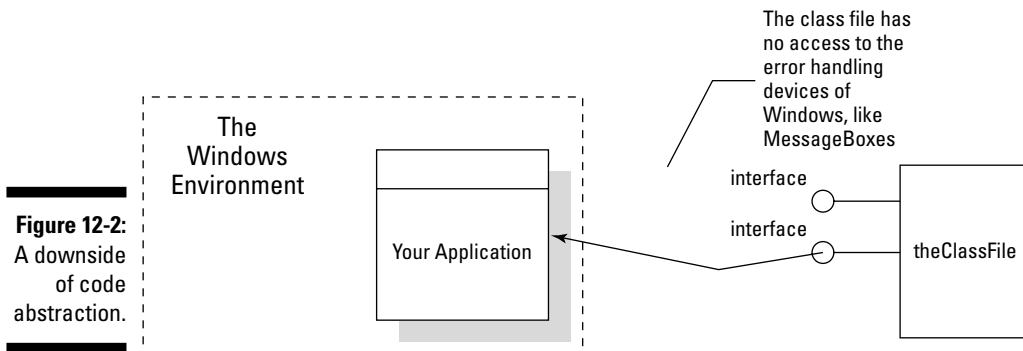 The class file has
no access to the
error handling
devices of
Windows, like
MessageBoxes
The
Windows
Environment
interface
interface
Your Application
theClassFile
Figure 12-2:
A downside
of code
abstraction.